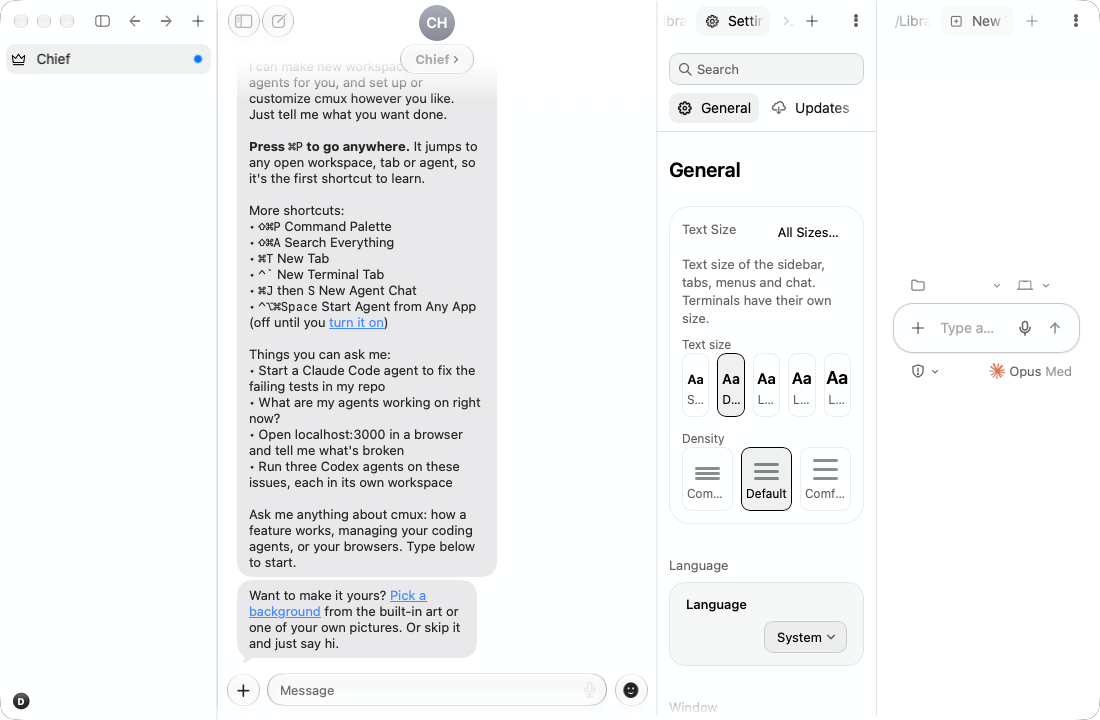 Chief
D
CH
Chief
I can make new workspac
agents for you, and set up or
customize cmux however you like.
Just tell me what you want done.
Press ⌘P to go anywhere. It jumps to
any open workspace, tab or agent, so
it's the first shortcut to learn.
More shortcuts:
• ⇧⌘P Command Palette
• ⇧⌘A Search Everything
• ⌘T New Tab
• ^` New Terminal Tab
• ⌘J then S New Agent Chat
• ^⌥⌘Space Start Agent from Any App
(off until you turn it on)
Things you can ask me:
• Start a Claude Code agent to fix the
failing tests in my repo
• What are my agents working on right
now?
• Open localhost:3000 in a browser
and tell me what's broken
• Run three Codex agents on these
issues, each in its own workspace
Ask me anything about cmux: how a
feature works, managing your coding
agents, or your browsers. Type below
to start.
Want to make it yours? Pick a
background from the built-in art or
one of your own pictures. Or skip it
and just say hi.
Message
ibra
Settin
Search
General
Updates
General
Text Size
All Sizes...
Text size of the sidebar,
tabs, menus and chat.
Terminals have their own
size.
Text size
Aa Aa Aa Aa Aa
S... D... L... L... L...
Density
Com... Default Comf...
Language
Language
System
Window
/Libra
New
Type a...
Opus Med